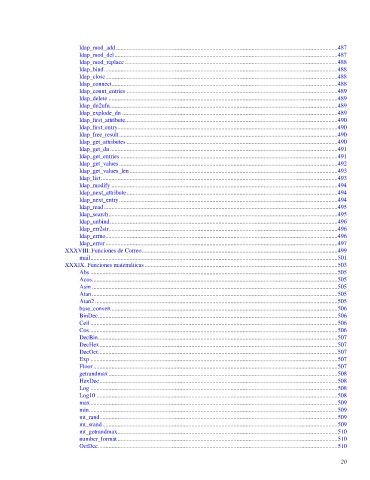 ldap_mod_add....................487
ldap_mod_del....................487
ldap_mod_replace....................488
ldap_bind....................488
ldap_close....................488
ldap_connect....................488
ldap_count_entries....................489
ldap_delete....................489
ldap_dn2ufn....................489
ldap_explode_dn....................489
ldap_first_attribute....................490
ldap_first_entry....................490
ldap_free_result....................490
ldap_get_attributes....................490
ldap_get_dn....................491
ldap_get_entries....................491
ldap_get_values....................492
ldap_get_values_len....................493
ldap_list....................493
ldap_modify....................494
ldap_next_attribute....................494
ldap_next_entry....................494
ldap_read....................495
ldap_search....................495
ldap_unbind....................496
ldap_err2str....................496
ldap_errno....................496
ldap_error....................497
XXXVIII. Funciones de Correo....................499
mail....................501
XXXIX. Funciones matemáticas....................503
Abs....................505
Acos....................505
Asin....................505
Atan....................505
Atan2....................505
base_convert....................506
BinDec....................506
Ceil....................506
Cos....................506
DecBin....................507
DecHex....................507
DecOct....................507
Exp....................507
Floor....................507
getrandmax....................508
HexDec....................508
Log....................508
Log10....................508
max....................509
min....................509
mt_rand....................509
mt_srand....................509
mt_getrandmax....................510
number_format....................510
OctDec....................510
20